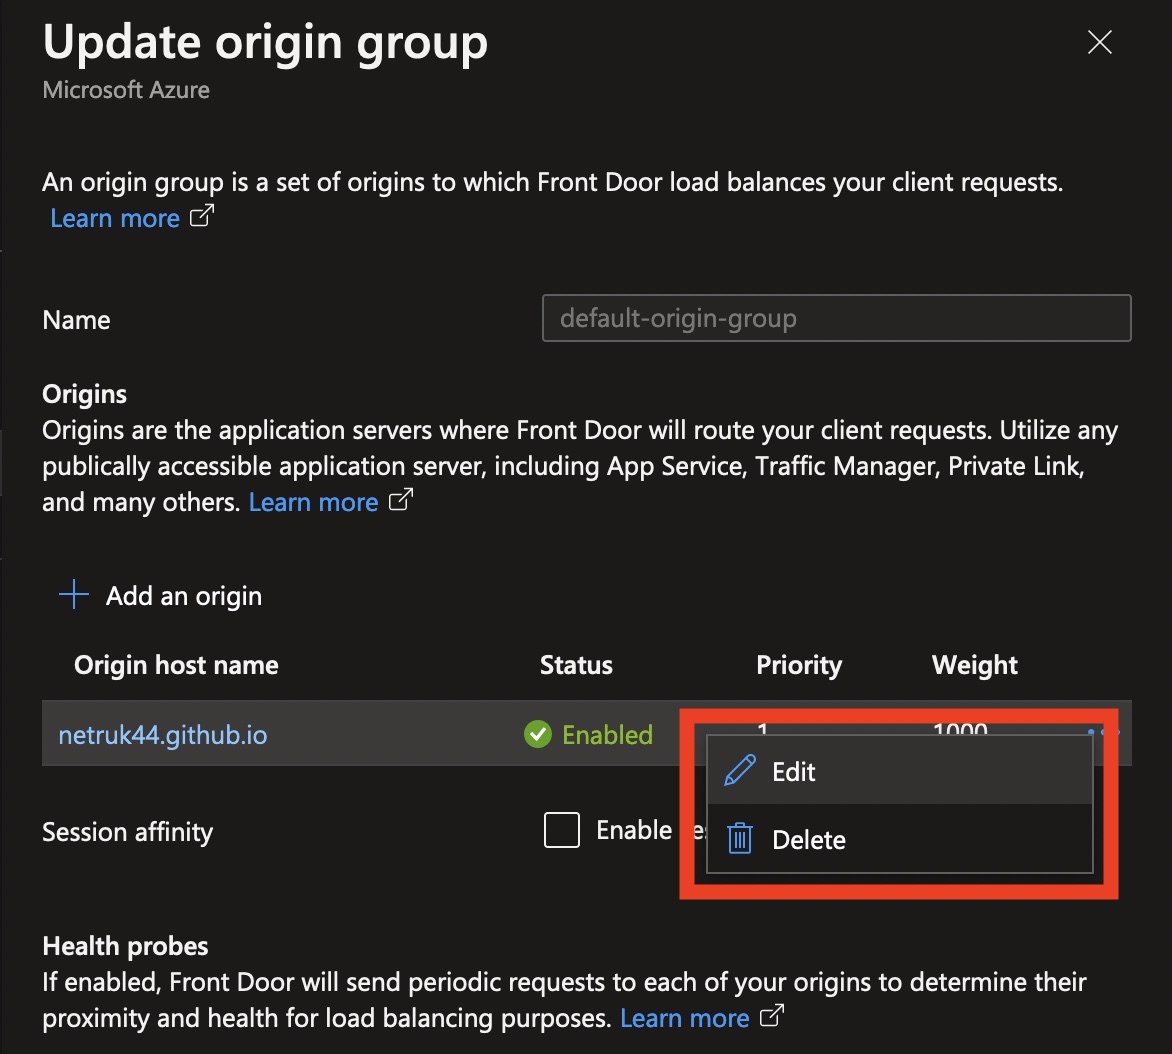 Update origin group
Microsoft Azure
An origin group is a set of origins to which Front Door load balances your client requests.
Learn more
Name
default-origin-group
Origins
Origins are the application servers where Front Door will route your client requests. Utilize any
publically accessible application server, including App Service, Traffic Manager, Private Link,
and many others. Learn more
Add an origin
Origin host name Status Priority Weight
netruk44.github.io Enabled 1 1000
Edit
Session affinity Enable
Delete
Health probes
If enabled, Front Door will send periodic requests to each of your origins to determine their
proximity and health for load balancing purposes. Learn more